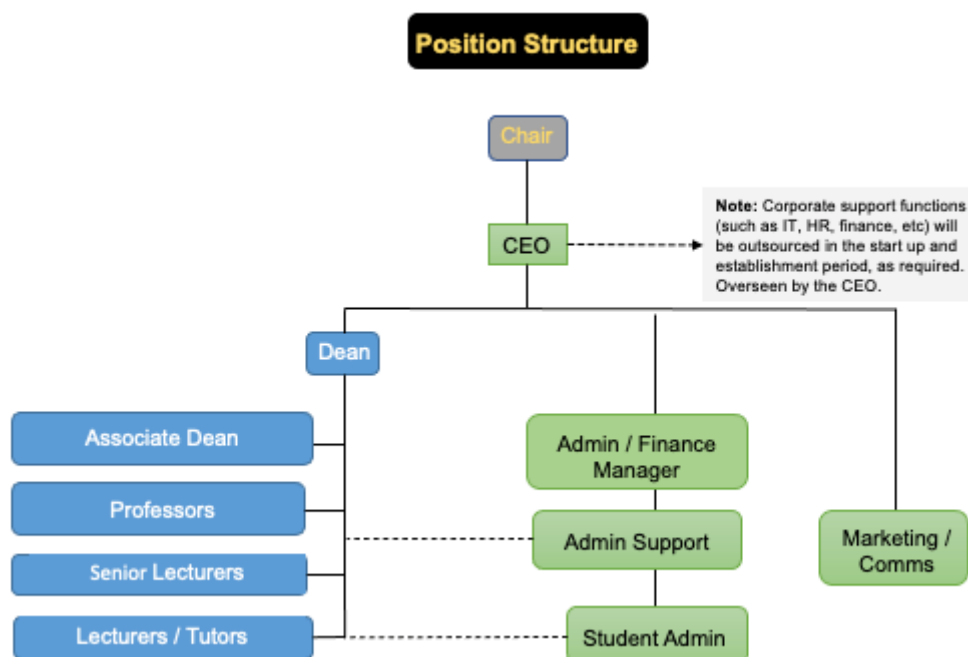 Position Structure
Chair
CEO
Note: Corporate support functions
(such as IT, HR, finance, etc) will
be outsourced in the start up and
establishment period, as required.
Overseen by the CEO.
Dean
Associate Dean
Professors
Senior Lecturers
Lecturers / Tutors
Admin / Finance
Manager
Admin Support
Student Admin
Marketing /
Comms